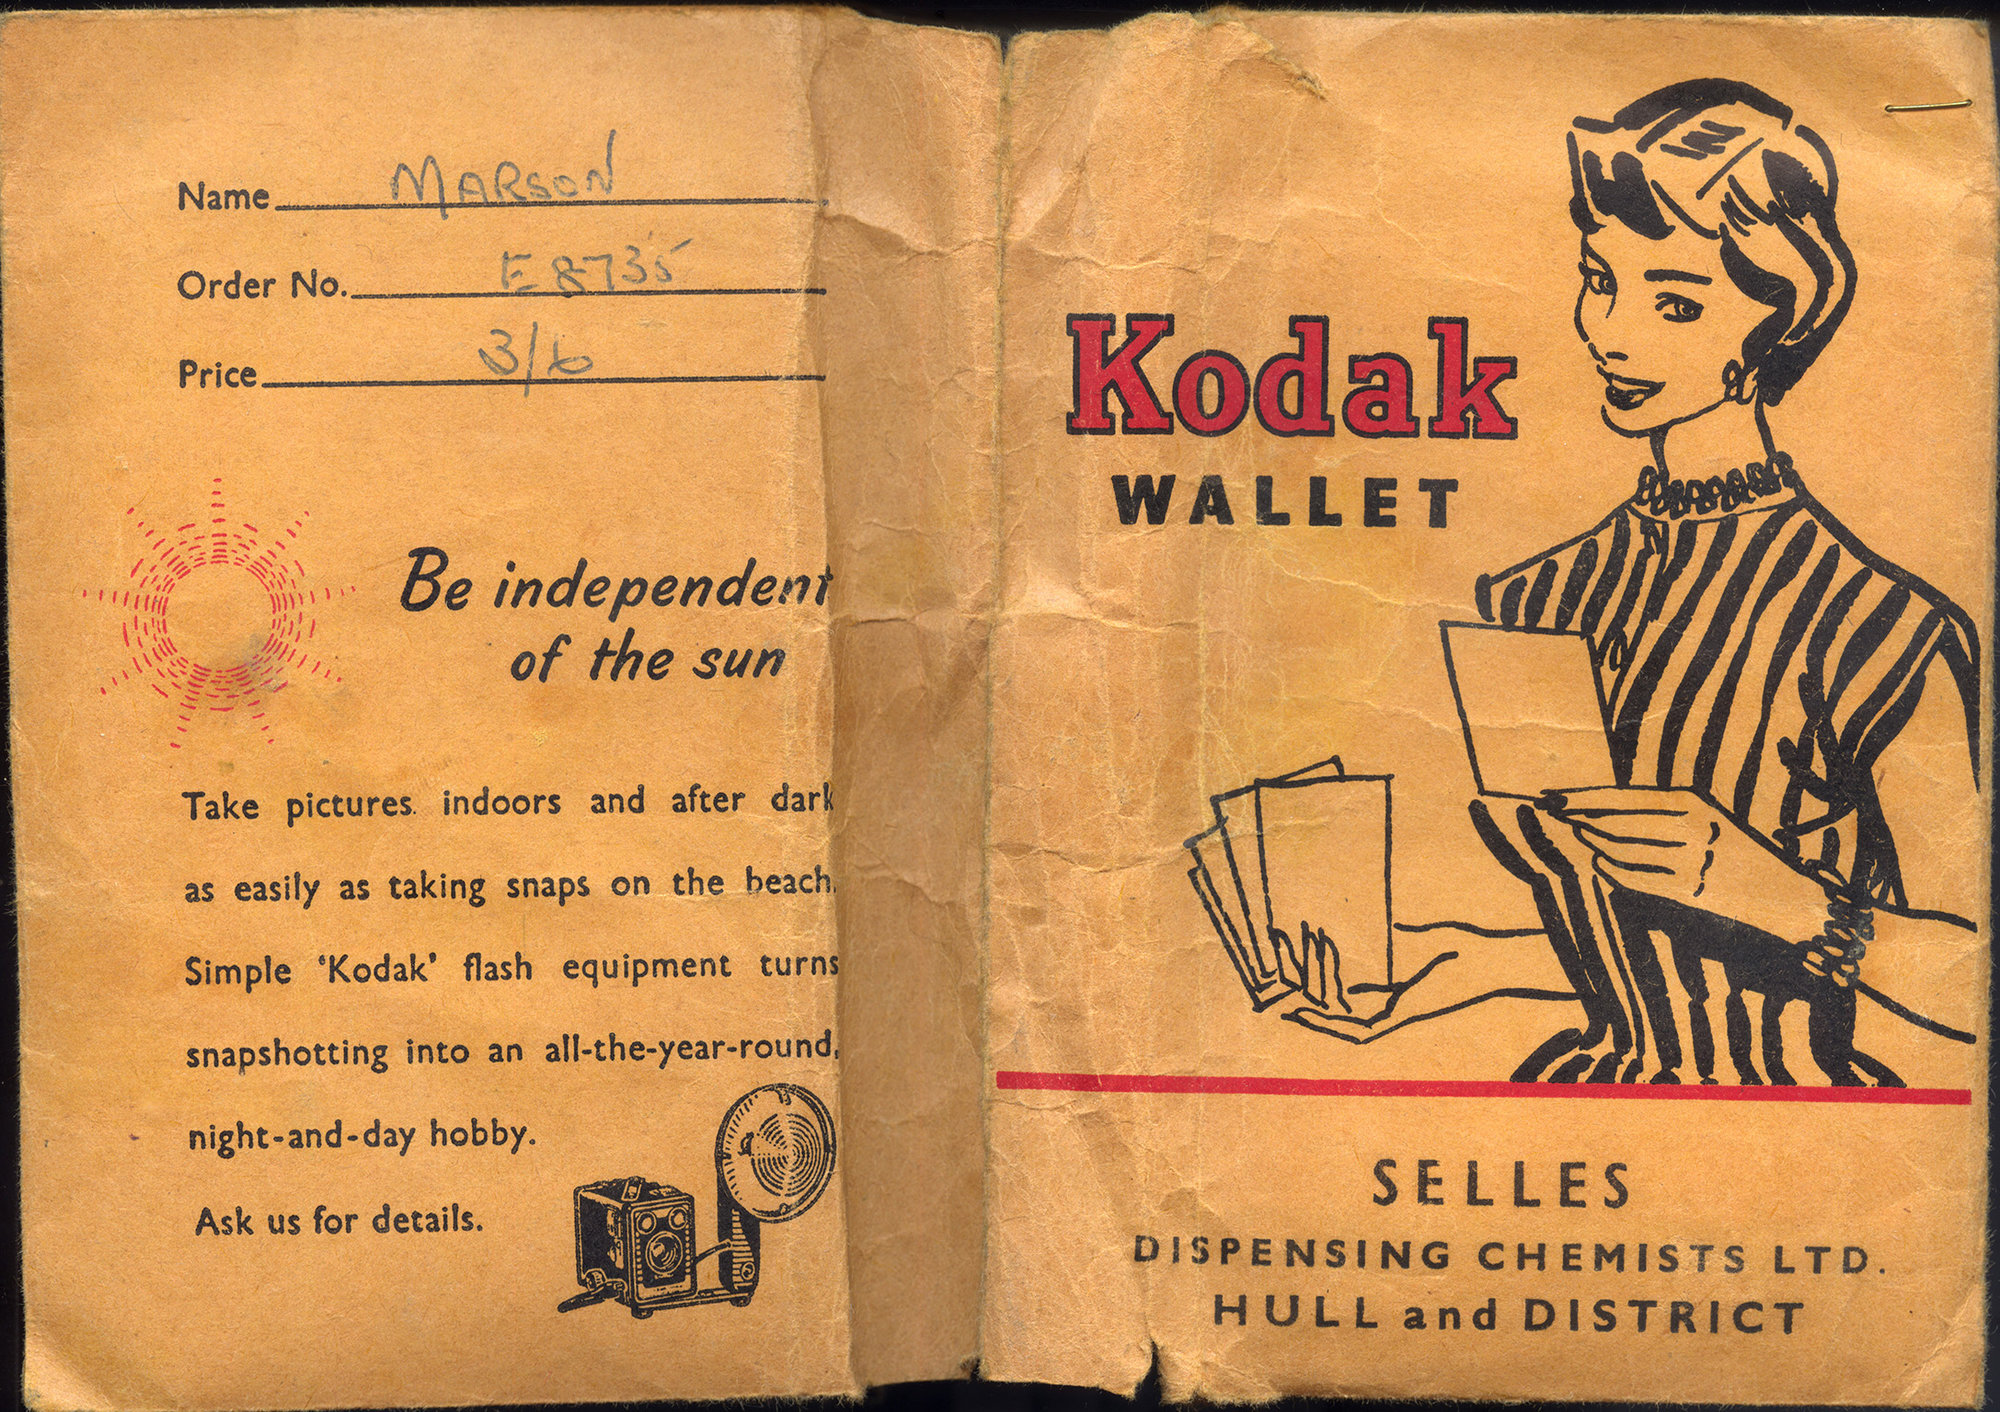 Name MARSON
Order No. E 8735
Price 3/6
Be independent
of the sun
Take pictures indoors and after dark
as easily as taking snaps on the beach.
Simple ‘Kodak’ flash equipment turns
snapshotting into an all-the-year-round,
night-and-day hobby.
Ask us for details.
Kodak
WALLET
SELLES
DISPENSING CHEMISTS LTD.
HULL and DISTRICT